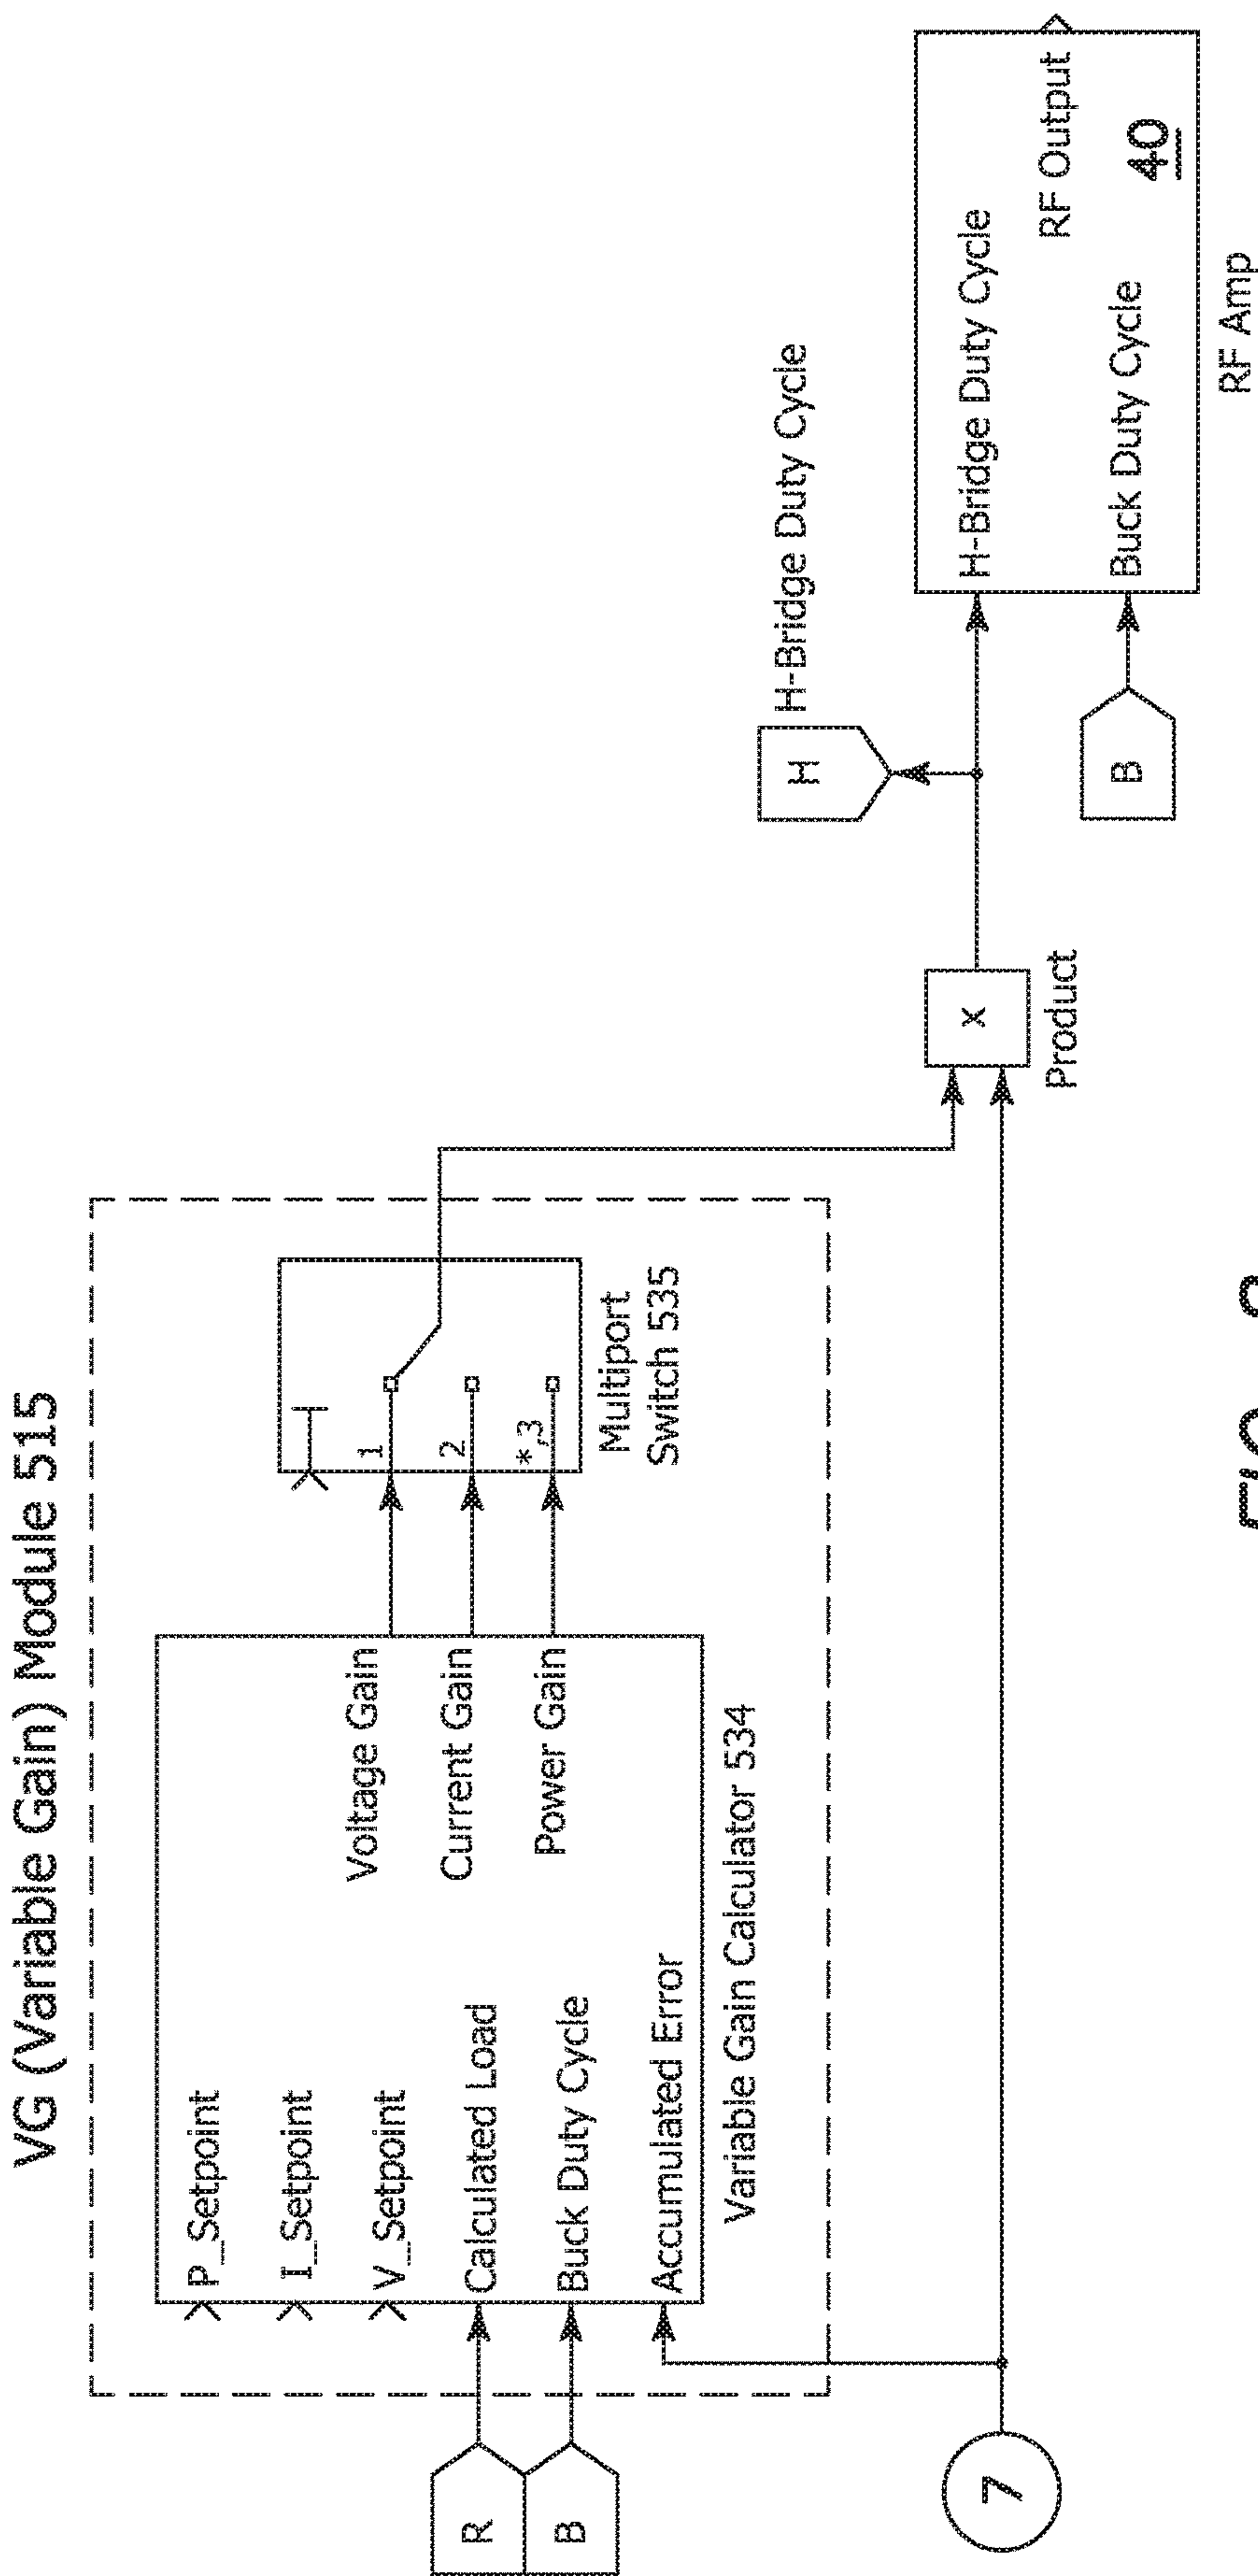 VG (Variable Gain) Module 515
P_Setpoint
I_Setpoint
V_Setpoint
Calculated Load
Buck Duty Cycle
Accumulated Error
Voltage Gain
Current Gain
Power Gain
Variable Gain Calculator 534
R
B
7
1
2
*,3
Multiport
Switch 535
x
Product
H
H-Bridge Duty Cycle
B
H-Bridge Duty Cycle
RF Output
Buck Duty Cycle
40
RF Amp